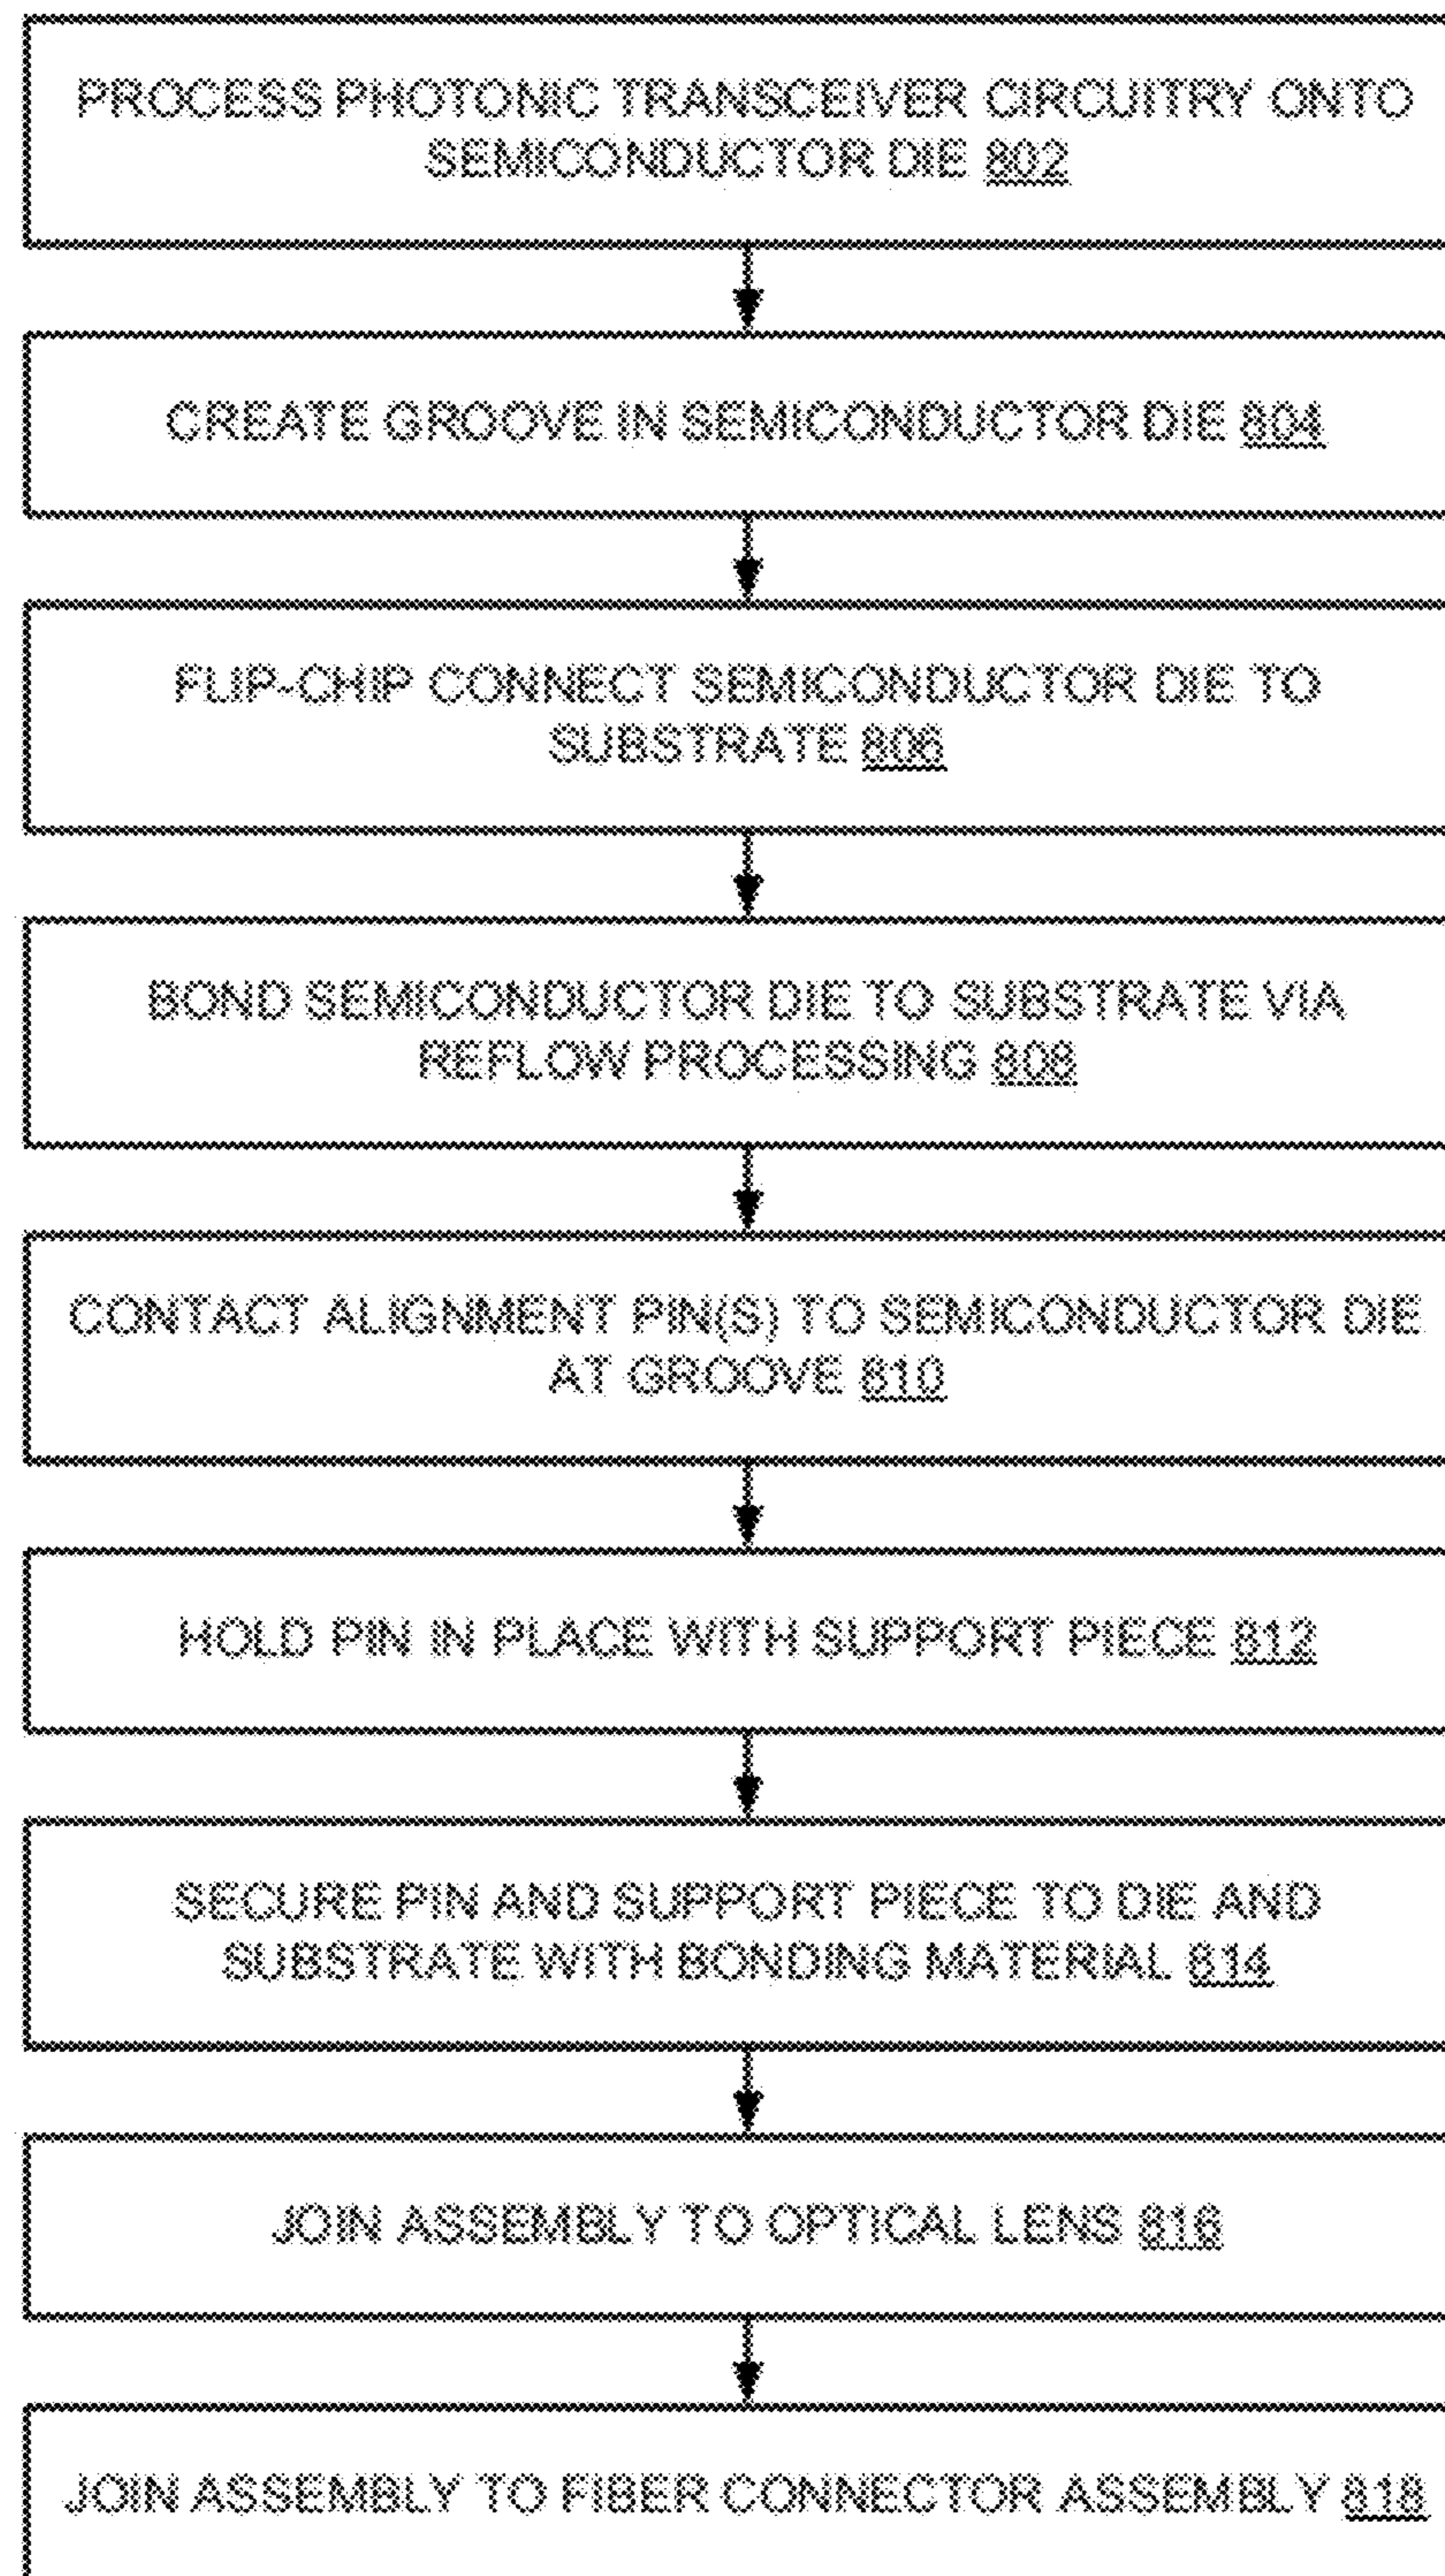 PROCESS PHOTONIC TRANSCEIVER CIRCUITRY ONTO
SEMICONDUCTOR DIE 802
CREATE GROOVE IN SEMICONDUCTOR DIE 804
FLIP-CHIP CONNECT SEMICONDUCTOR DIE TO
SUBSTRATE 806
BOND SEMICONDUCTOR DIE TO SUBSTRATE VIA
REFLOW PROCESSING 808
CONTACT ALIGNMENT PIN(S) TO SEMICONDUCTOR DIE
AT GROOVE 810
HOLD PIN IN PLACE WITH SUPPORT PIECE 812
SECURE PIN AND SUPPORT PIECE TO DIE AND
SUBSTRATE WITH BONDING MATERIAL 814
JOIN ASSEMBLY TO OPTICAL LENS 816
JOIN ASSEMBLY TO FIBER CONNECTOR ASSEMBLY 818